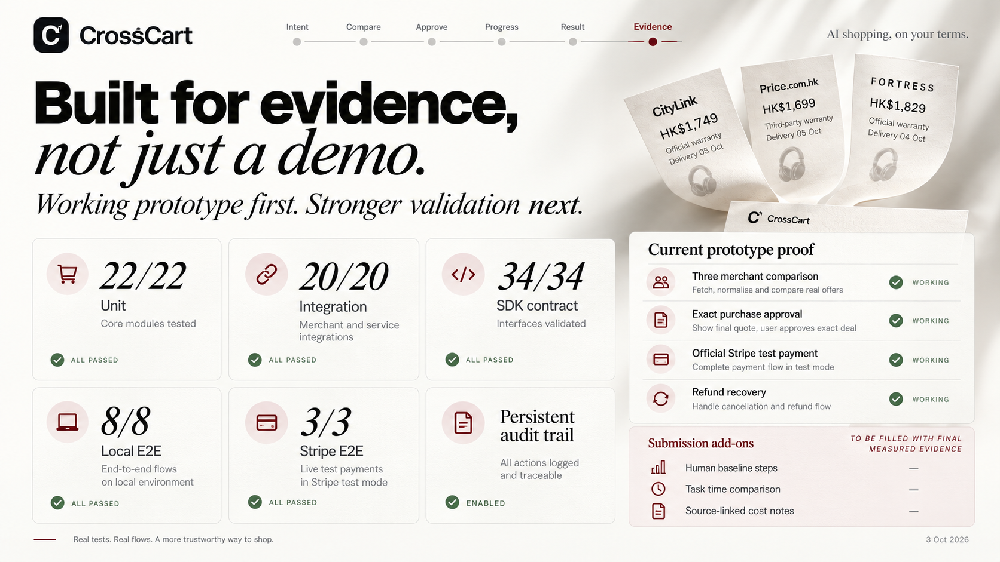 C
CrossCart
Intent
Compare
Approve
Progress
Result
Evidence
AI shopping, on your terms.
Built for evidence,
not just a demo.
Working prototype first. Stronger validation next.
CityLink
HK$1,749
Official warranty
Delivery 05 Oct
Price.com.hk
HK$1,699
Third-party warranty
Delivery 05 Oct
FORTRESS
HK$1,829
Official warranty
Delivery 04 Oct
C CrossCart
22/22
Unit
Core modules tested
ALL PASSED
20/20
Integration
Merchant and service
integrations
ALL PASSED
34/34
SDK contract
Interfaces validated
ALL PASSED
8/8
Local E2E
End-to-end flows
on local environment
ALL PASSED
3/3
Stripe E2E
Live test payments
in Stripe test mode
ALL PASSED
Persistent
audit trail
All actions logged
and traceable
ENABLED
Current prototype proof
Three merchant comparison
Fetch, normalise and compare real offers
WORKING
Exact purchase approval
Show final quote, user approves exact deal
WORKING
Official Stripe test payment
Complete payment flow in test mode
WORKING
Refund recovery
Handle cancellation and refund flow
WORKING
Submission add-ons
TO BE FILLED WITH FINAL
MEASURED EVIDENCE
Human baseline steps —
Task time comparison —
Source-linked cost notes —
Real tests. Real flows. A more trustworthy way to shop.
3 Oct 2026